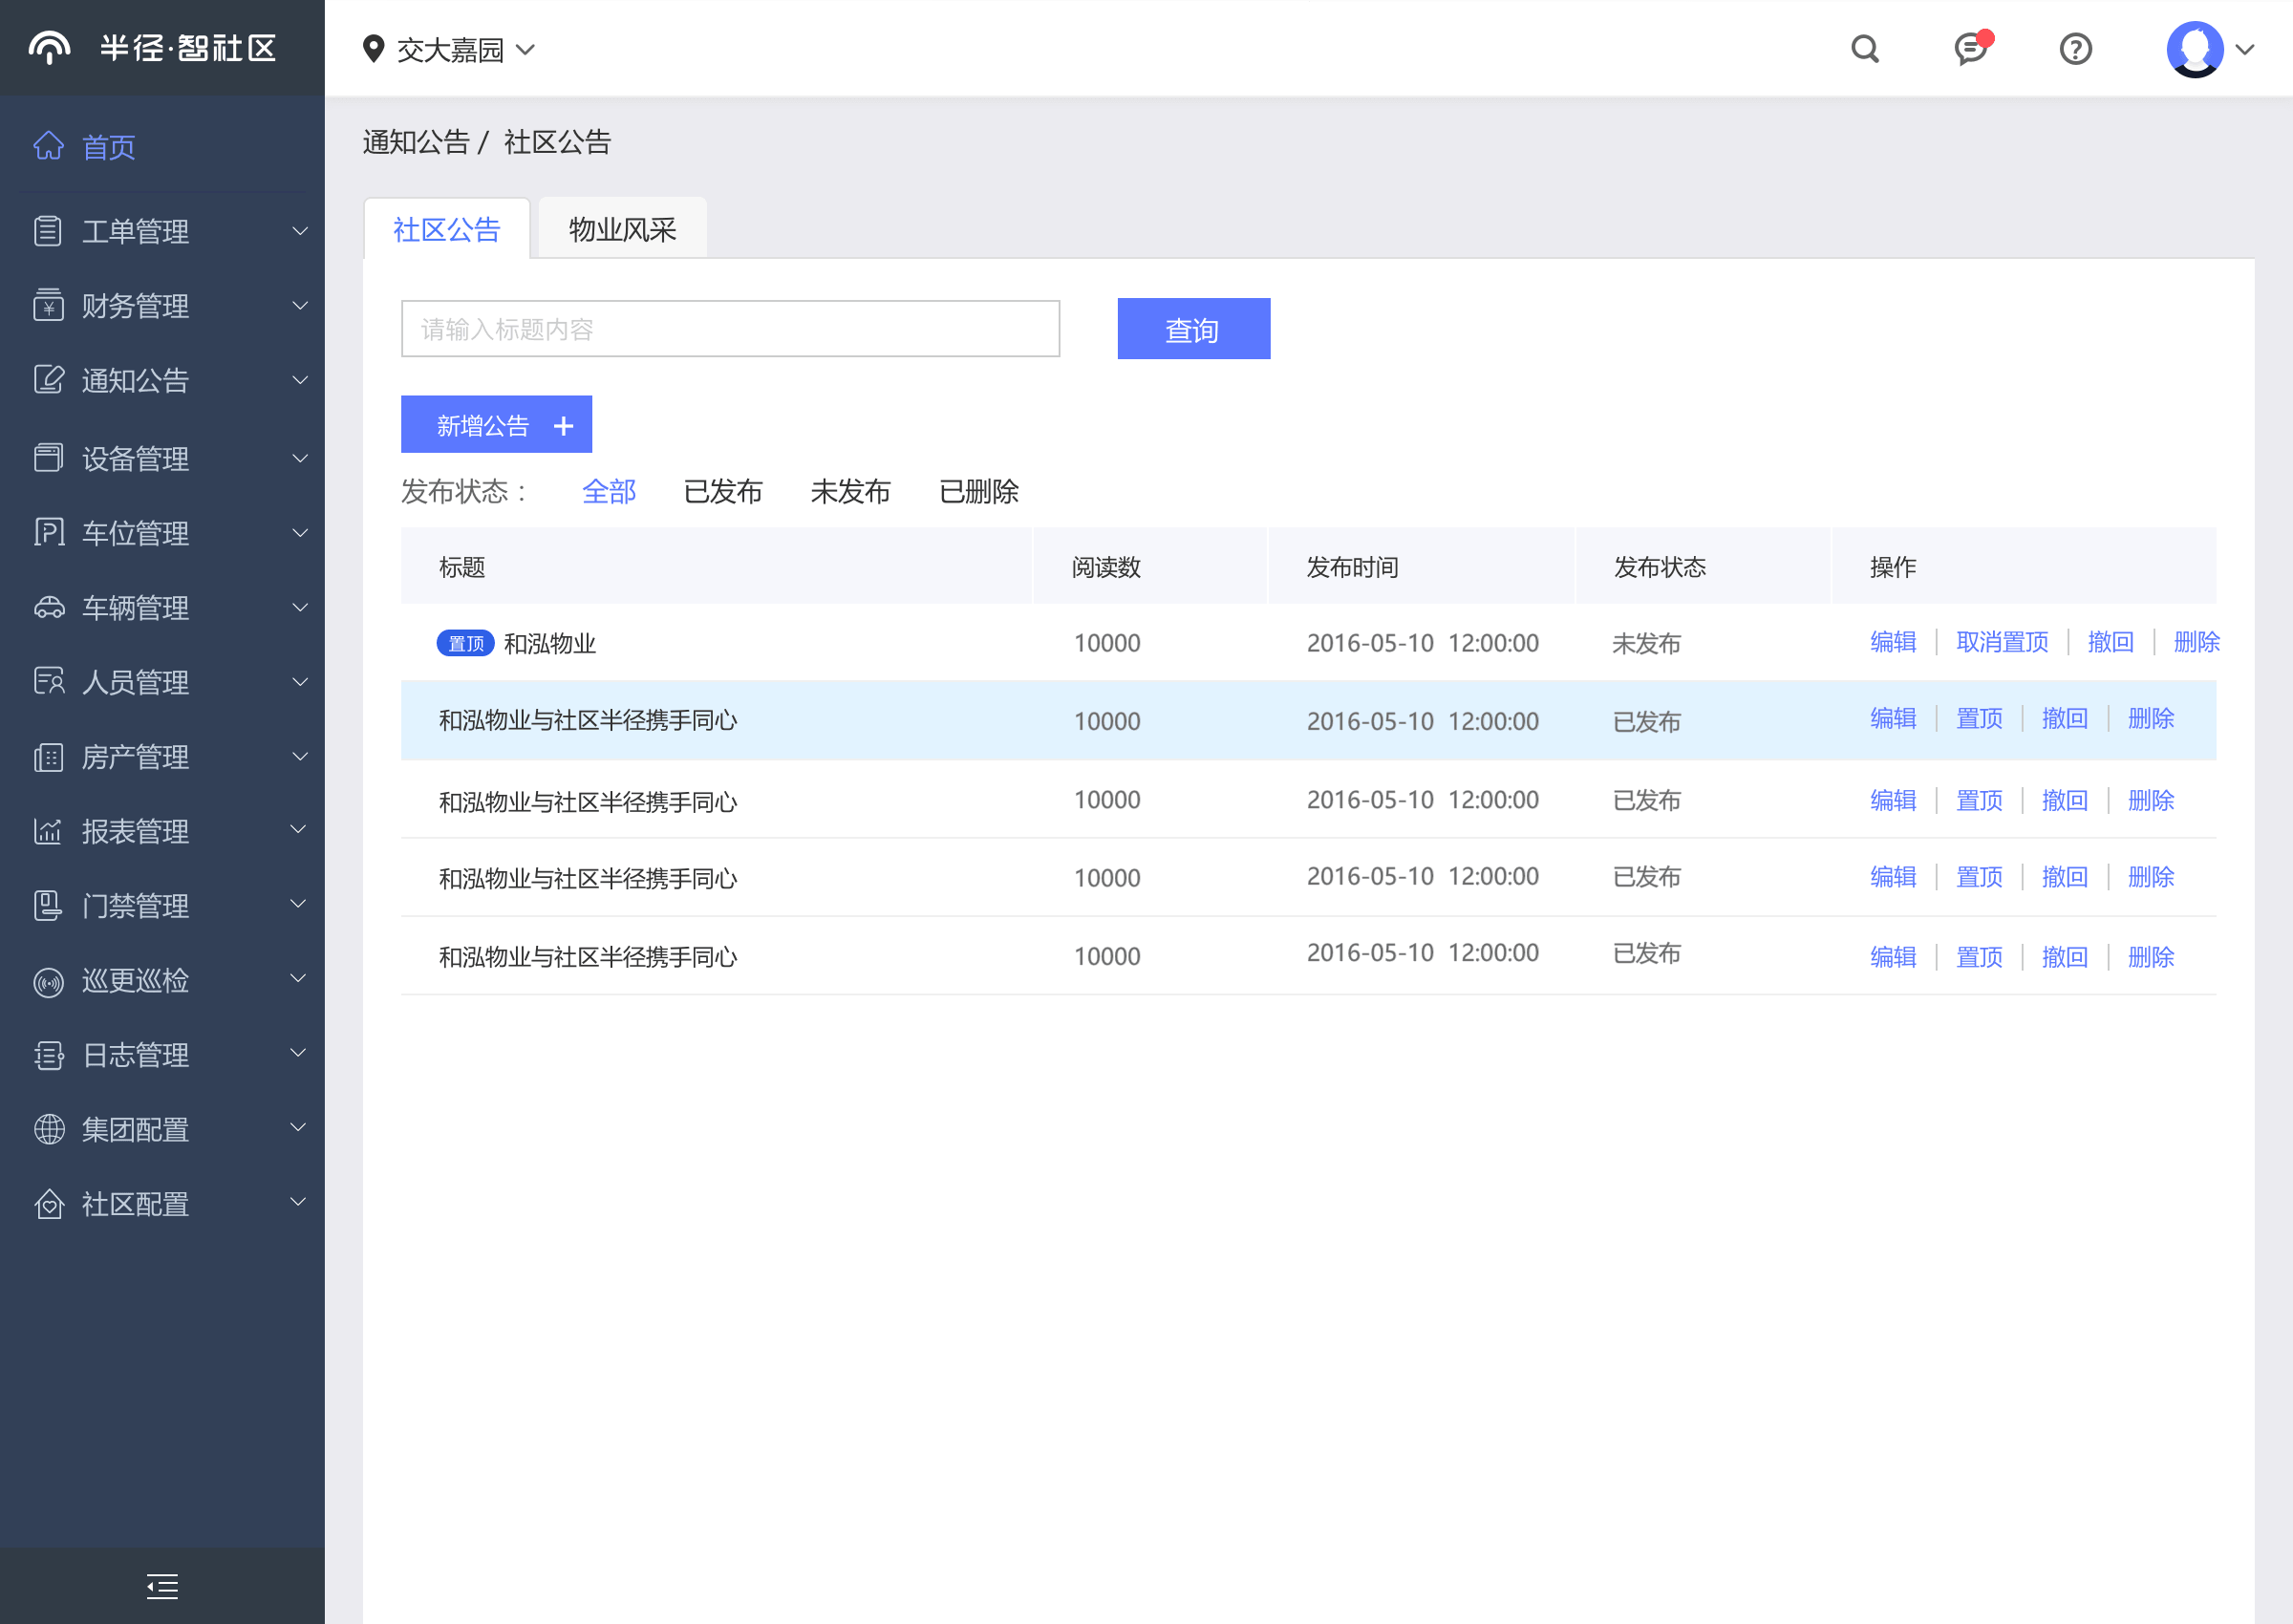 半径·智社区
交大嘉园
首页
工单管理
财务管理
通知公告
设备管理
车位管理
车辆管理
人员管理
房产管理
报表管理
门禁管理
巡更巡检
日志管理
集团配置
社区配置
通知公告 / 社区公告
社区公告 物业风采
请输入标题内容 查询
新增公告 +
发布状态： 全部 已发布 未发布 已删除
标题 阅读数 发布时间 发布状态 操作
置顶 和泓物业 10000 2016-05-10 12:00:00 未发布 编辑 取消置顶 撤回 删除
和泓物业与社区半径携手同心 10000 2016-05-10 12:00:00 已发布 编辑 置顶 撤回 删除
和泓物业与社区半径携手同心 10000 2016-05-10 12:00:00 已发布 编辑 置顶 撤回 删除
和泓物业与社区半径携手同心 10000 2016-05-10 12:00:00 已发布 编辑 置顶 撤回 删除
和泓物业与社区半径携手同心 10000 2016-05-10 12:00:00 已发布 编辑 置顶 撤回 删除